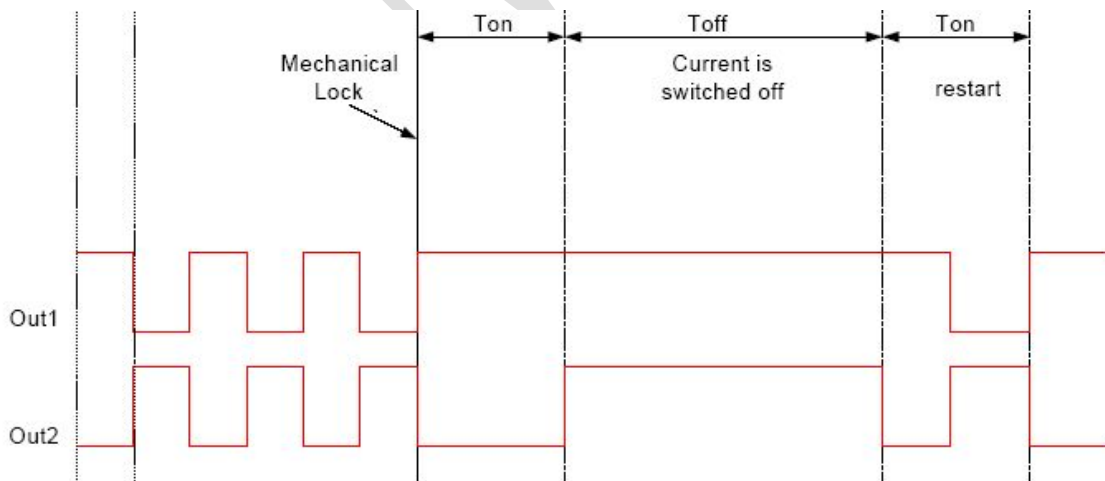 Ton
Toff
Ton
Mechanical
Lock
Current is
switched off
restart
Out1
Out2